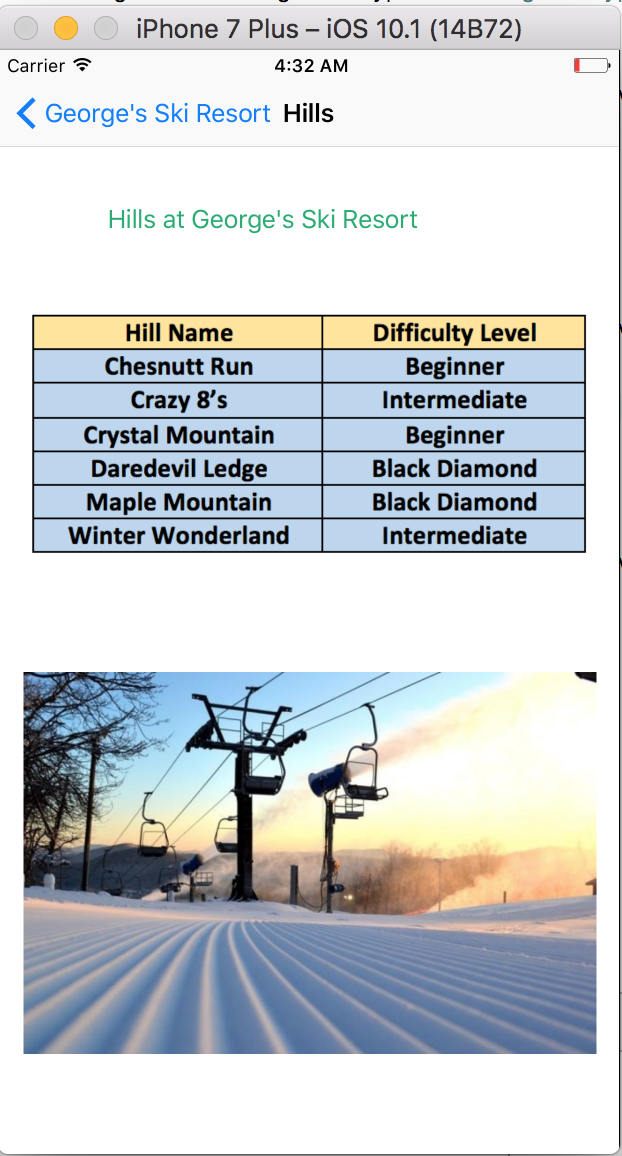 iPhone 7 Plus – iOS 10.1 (14B72)
Carrier 4:32 AM
George's Ski Resort Hills
Hills at George's Ski Resort
Hill Name Difficulty Level
Chesnutt Run Beginner
Crazy 8’s Intermediate
Crystal Mountain Beginner
Daredevil Ledge Black Diamond
Maple Mountain Black Diamond
Winter Wonderland Intermediate